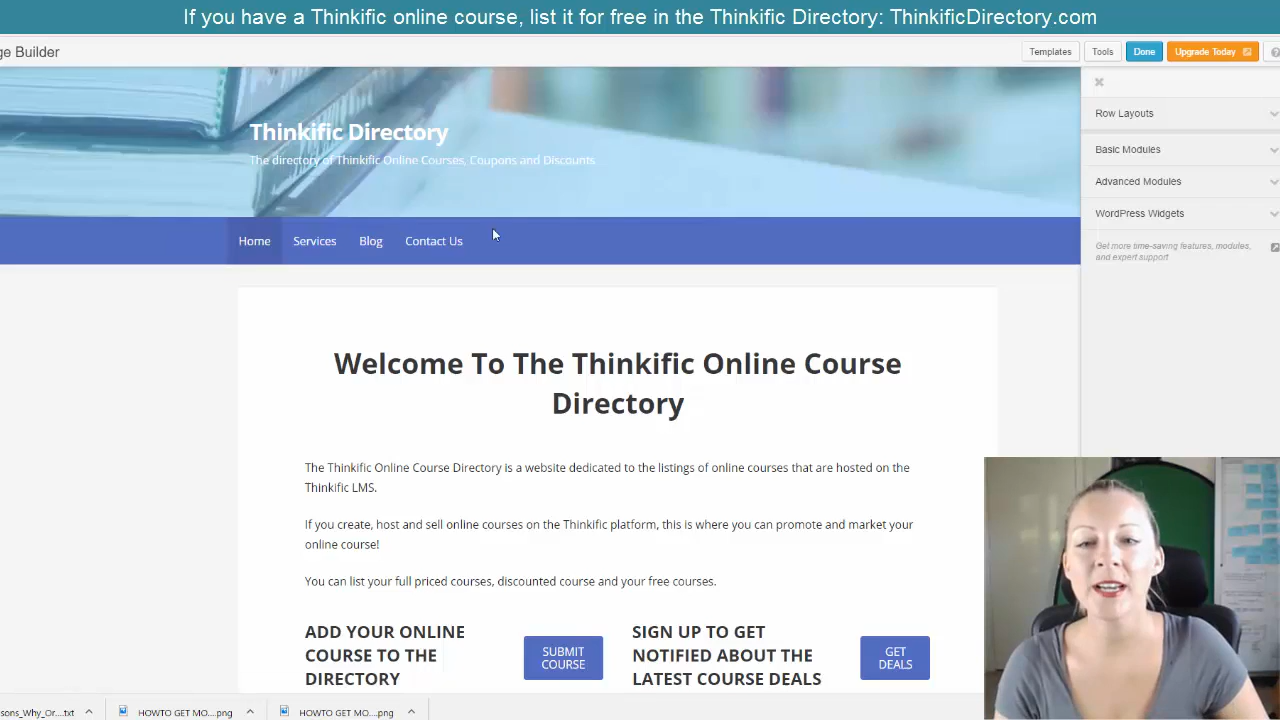 If you have a Thinkific online course, list it for free in the Thinkific Directory: ThinkificDirectory.com
ge Builder
Templates
Tools
Done
Upgrade Today
Thinkific Directory
The directory of Thinkific Online Courses, Coupons and Discounts
Home
Services
Blog
Contact Us
Row Layouts
Basic Modules
Advanced Modules
WordPress Widgets
Get more time-saving features, modules,
and expert support
Welcome To The Thinkific Online Course
Directory
The Thinkific Online Course Directory is a website dedicated to the listings of online courses that are hosted on the
Thinkific LMS.
If you create, host and sell online courses on the Thinkific platform, this is where you can promote and market your
online course!
You can list your full priced courses, discounted course and your free courses.
ADD YOUR ONLINE
COURSE TO THE
DIRECTORY
SUBMIT
COURSE
SIGN UP TO GET
NOTIFIED ABOUT THE
LATEST COURSE DEALS
GET
DEALS
sons_Why_Or....txt
HOWTO GET MO....png
HOWTO GET MO....png